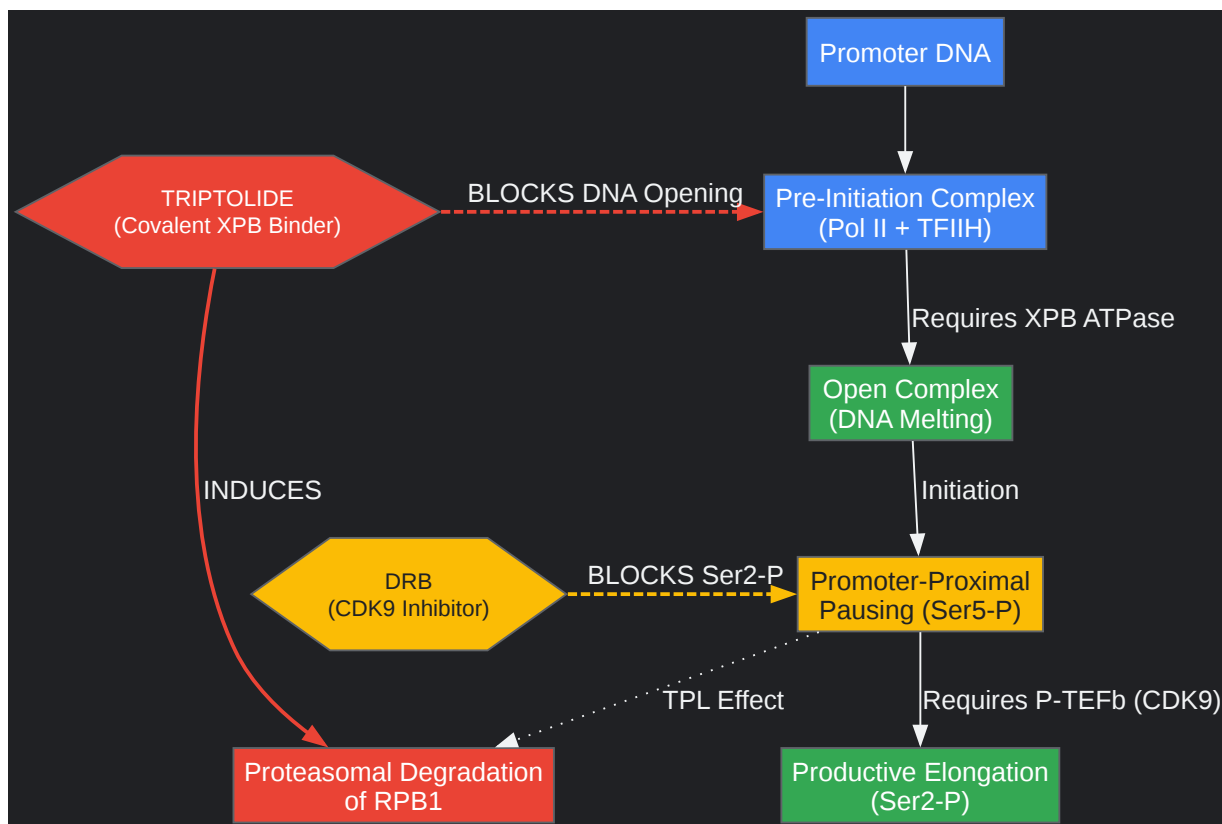 Promoter DNA
TRIPTOLIDE
(Covalent XPB Binder)
BLOCKS DNA Opening
Pre-Initiation Complex
(Pol II + TFIIH)
Requires XPB ATPase
Open Complex
(DNA Melting)
INDUCES
Initiation
DRB
(CDK9 Inhibitor)
BLOCKS Ser2-P
Promoter-Proximal
Pausing (Ser5-P)
TPL Effect
Requires P-TEFb (CDK9)
Proteasomal Degradation
of RPB1
Productive Elongation
(Ser2-P)